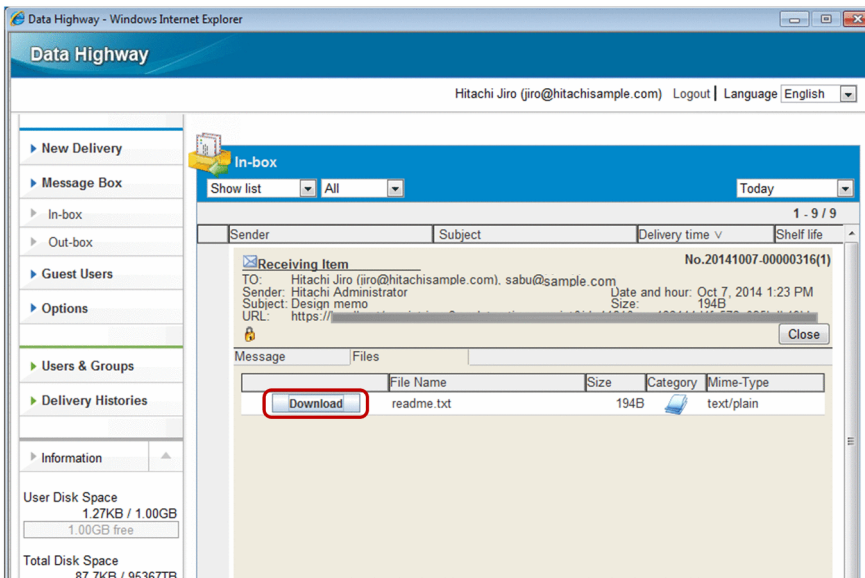 Data Highway - Windows Internet Explorer
Data Highway
Hitachi Jiro (jiro@hitachisample.com) Logout Language English
New Delivery
Message Box
In-box
Out-box
Guest Users
Options
Users & Groups
Delivery Histories
Information
User Disk Space
1.27KB / 1.00GB
1.00GB free
Total Disk Space
87.7KB / 95367TB
In-box
Show list All Today
1 - 9 / 9
Sender Subject Delivery time Shelf life
Receiving Item No.20141007-00000316(1)
TO: Hitachi Jiro (jiro@hitachisample.com), sabu@sample.com
Sender: Hitachi Administrator Date and hour: Oct 7, 2014 1:23 PM
Subject: Design memo Size: 194B
URL: https://
Close
Message Files
File Name Size Category Mime-Type
Download readme.txt 194B text/plain